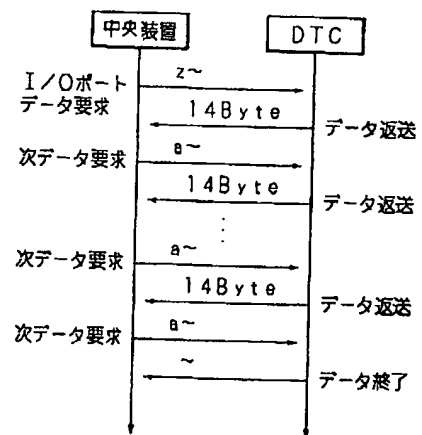 中央装置
DTC
I/Oポート
データ要求
z~
14Byte
データ返送
次データ要求
a~
14Byte
データ返送
次データ要求
a~
14Byte
データ返送
次データ要求
a~
~
データ終了